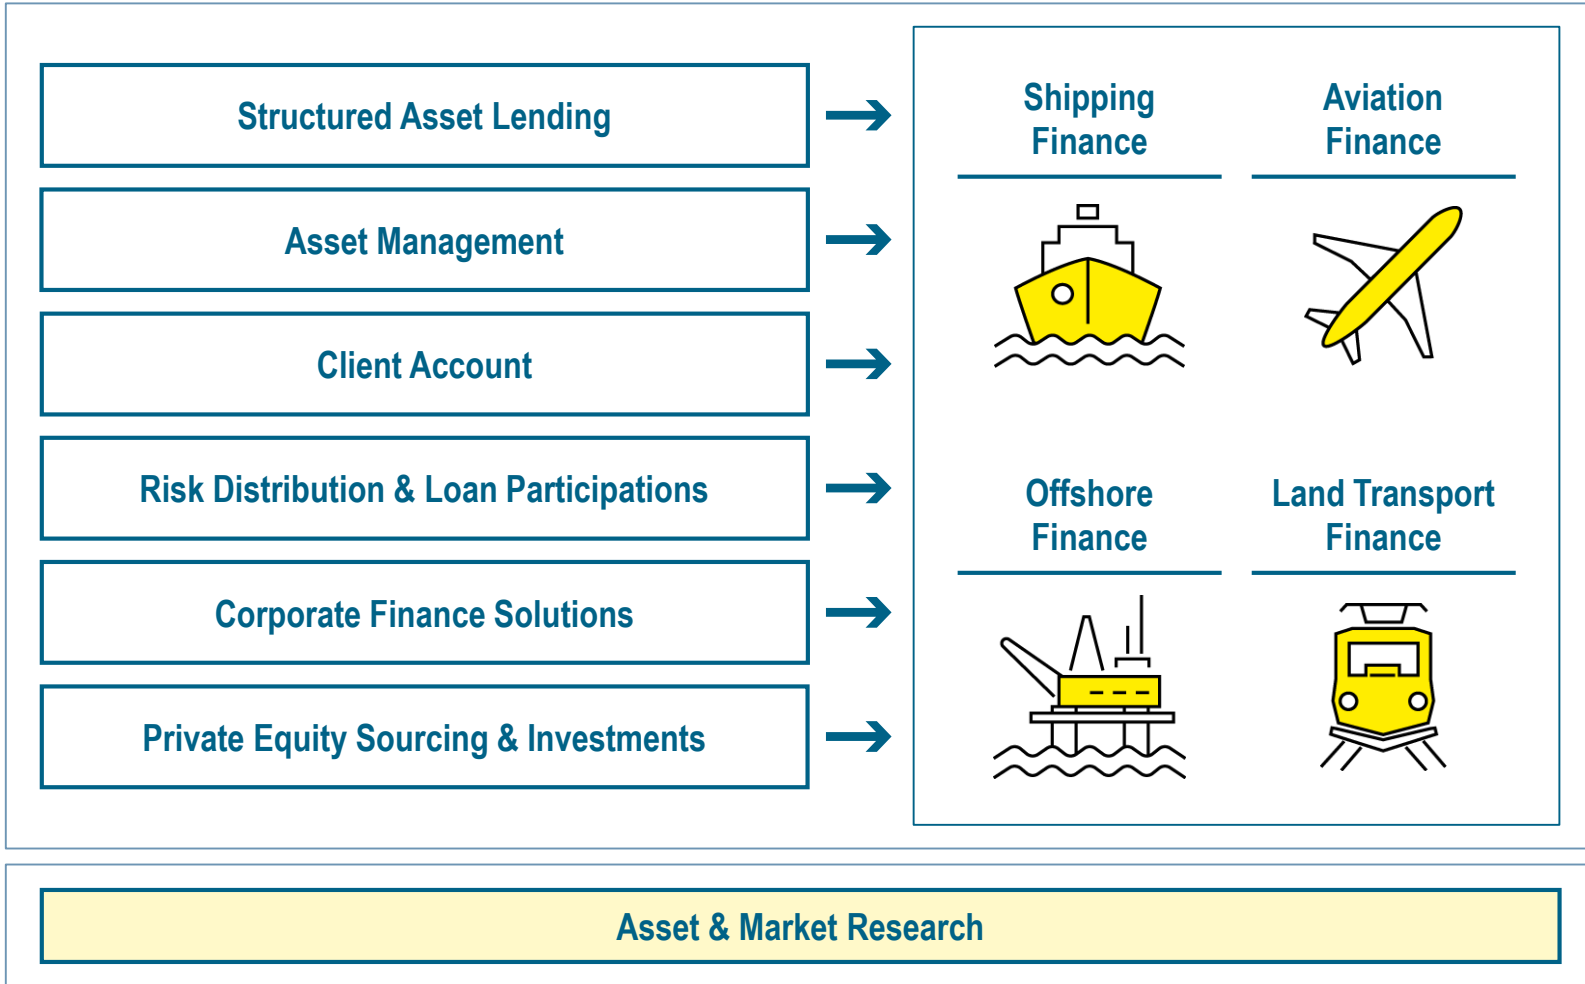 Structured Asset Lending
Asset Management
Client Account
Risk Distribution & Loan Participations
Corporate Finance Solutions
Private Equity Sourcing & Investments
Shipping
Finance
Aviation
Finance
Offshore
Finance
Land Transport
Finance
Asset & Market Research